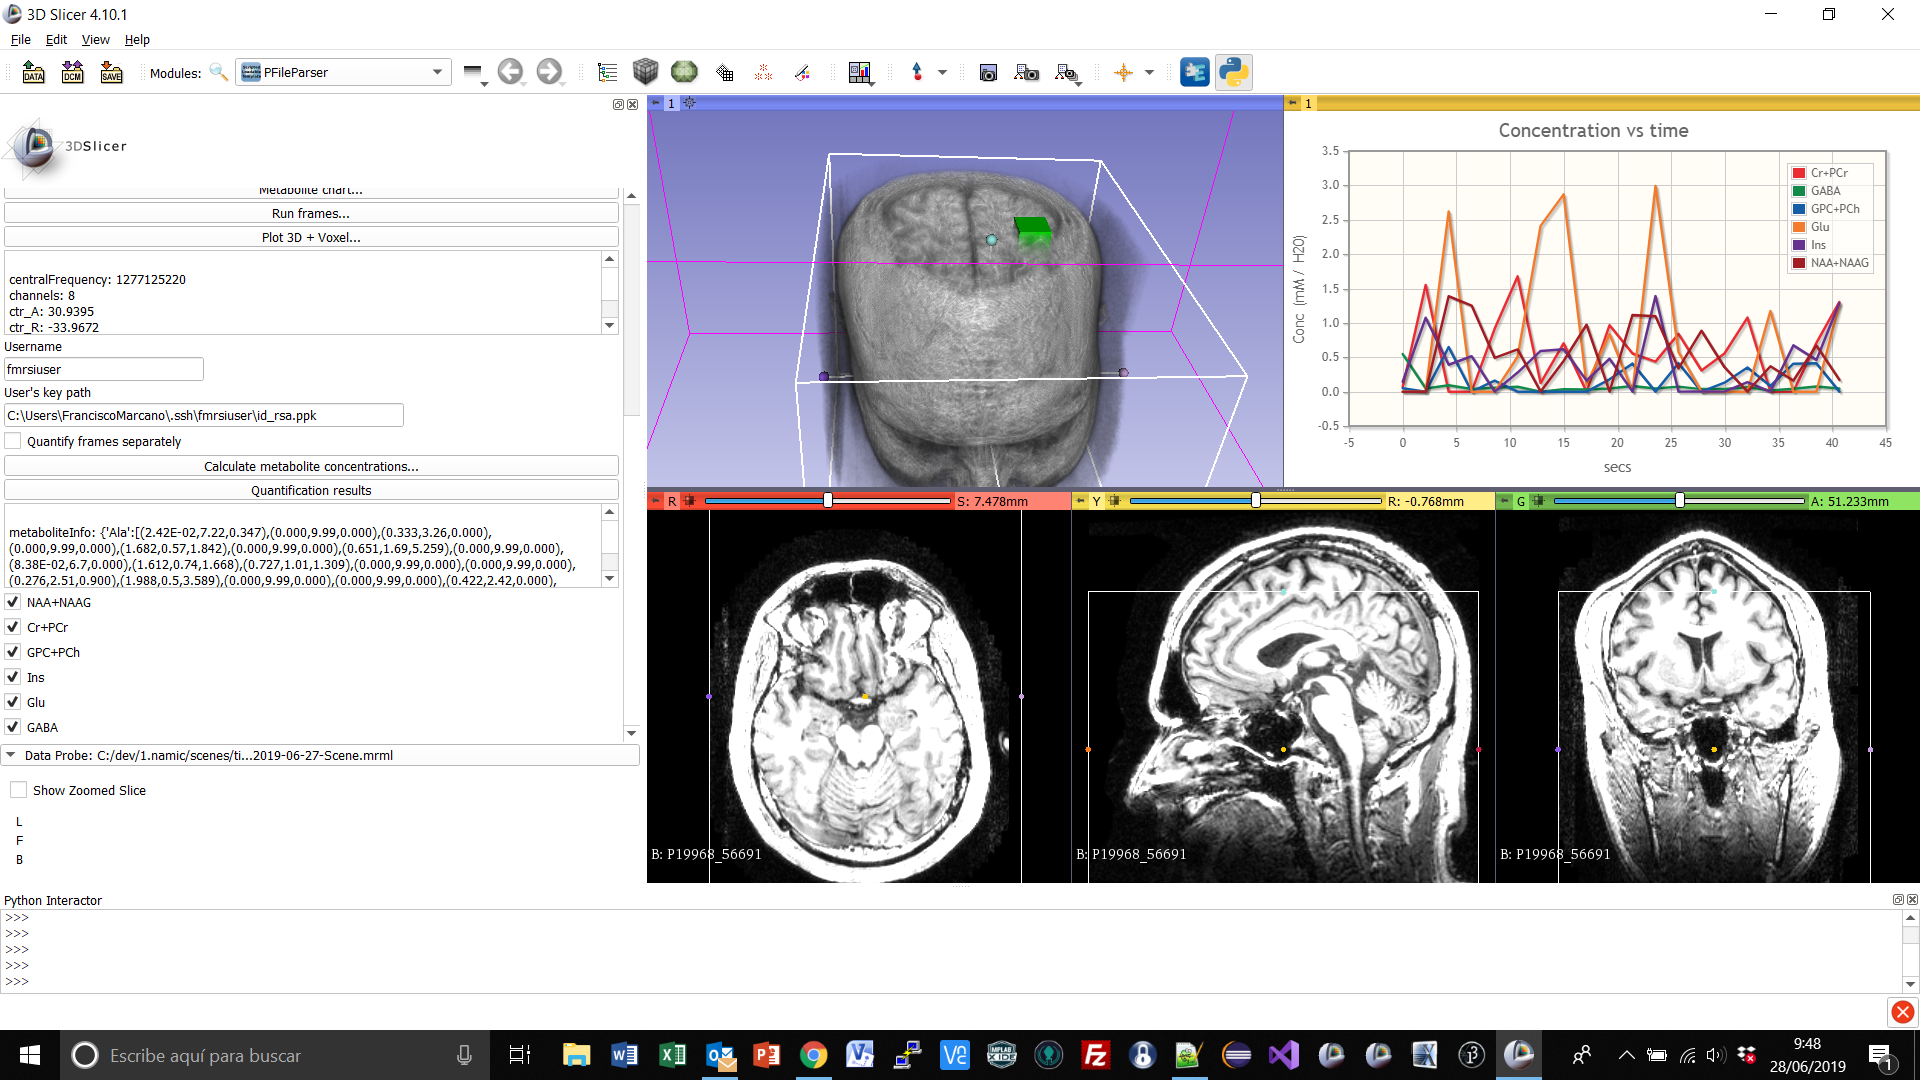 3D Slicer 4.10.1
File Edit View Help
DATA DCM SAVE Modules: PFileParser
3DSlicer
Metabolite chart...
Run frames...
Plot 3D + Voxel...
centralFrequency: 1277125220
channels: 8
ctr_A: 30.9395
ctr_R: -33.9672
Username
fmrsiuser
User's key path
C:\Users\FranciscoMarcano\.ssh\fmrsiuser\id_rsa.ppk
Quantify frames separately
Calculate metabolite concentrations...
Quantification results
metaboliteInfo: {'Ala':[(2.42E-02,7.22,0.347),(0.000,9.99,0.000),(0.333,3.26,0.000),
(0.000,9.99,0.000),(1.682,0.57,1.842),(0.000,9.99,0.000),(0.651,1.69,5.259),(0.000,9.99,0.000),
(8.38E-02,6.7,0.000),(1.612,0.74,1.668),(0.727,1.01,1.309),(0.000,9.99,0.000),(0.000,9.99,0.000),
(0.276,2.51,0.900),(1.988,0.5,3.589),(0.000,9.99,0.000),(0.000,9.99,0.000),(0.422,2.42,0.000),
NAA+NAAG
Cr+PCr
GPC+PCh
Ins
Glu
GABA
Data Probe: C:/dev/1.namic/scenes/ti...2019-06-27-Scene.mrml
Show Zoomed Slice
L
F
B
1
1
Concentration vs time
3.5
3.0
2.5
2.0
1.5
1.0
0.5
0.0
-0.5
Conc (mM / H2O)
-5 0 5 10 15 20 25 30 35 40 45
secs
Cr+PCr
GABA
GPC+PCh
Glu
Ins
NAA+NAAG
R S: 7.478mm
Y R: -0.768mm
G A: 51.233mm
B: P19968_56691
B: P19968_56691
B: P19968_56691
Python Interactor
>>>
>>>
>>>
>>>
>>>
Escribe aquí para buscar
9:48
28/06/2019
1